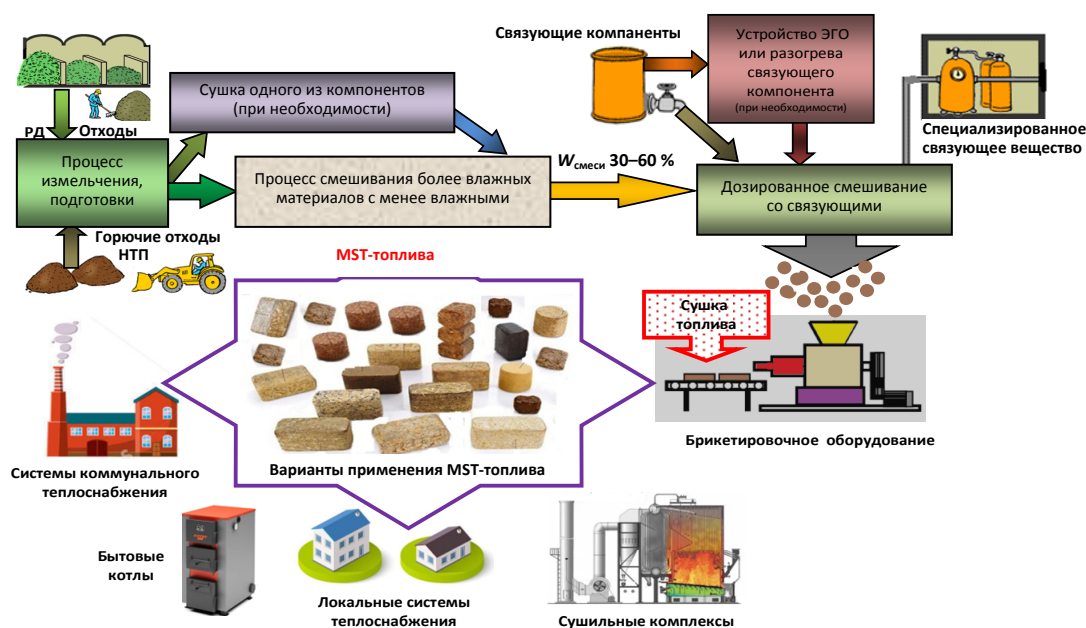 Связующие компаненты
Устройство ЭГО
или разогрева
связующего
компонента
(при необходимости)
Сушка одного из компонентов
(при необходимости)
РД
Отходы
Специализированное
связующее вещество
Процесс
измельчения,
подготовки
Процесс смешивания более влажных
материалов с менее влажными
Wсмеси 30–60 %
Дозированное смешивание
со связующими
Горючие отходы
НТП
MST-топлива
Сушка
топлива
Брикетировочное оборудование
Варианты применения MST-топлива
Системы коммунального
теплоснабжения
Бытовые
котлы
Локальные системы
теплоснабжения
Сушильные комплексы